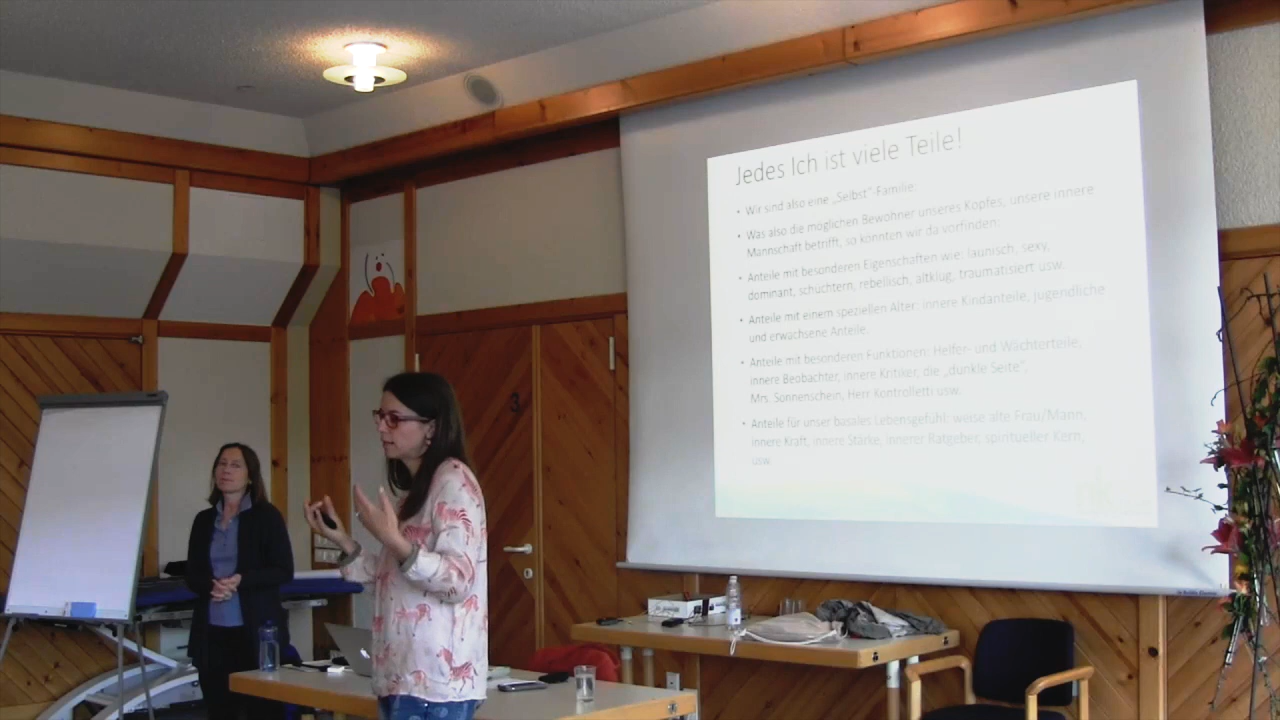 Jedes Ich ist viele Teile!
• Wir sind also eine „Selbst"-Familie:
• Was also die möglichen Bewohner unseres Kopfes, unsere innere
Mannschaft betrifft, so könnten wir da vorfinden:
• Anteile mit besonderen Eigenschaften wie: launisch, sexy,
dominant, schüchtern, rebellisch, altklug, traumatisiert usw.
• Anteile mit einem speziellen Alter: innere Kindanteile, jugendliche
und erwachsene Anteile.
• Anteile mit besonderen Funktionen: Helfer- und Wächterteile,
innere Beobachter, innere Kritiker, die „dunkle Seite",
Mrs. Sonnenschein, Herr Kontrolletti usw.
• Anteile für unser basales Lebensgefühl: weise alte Frau/Mann,
innere Kraft, innere Stärke, innerer Ratgeber, spiritueller Kern,
usw.
3